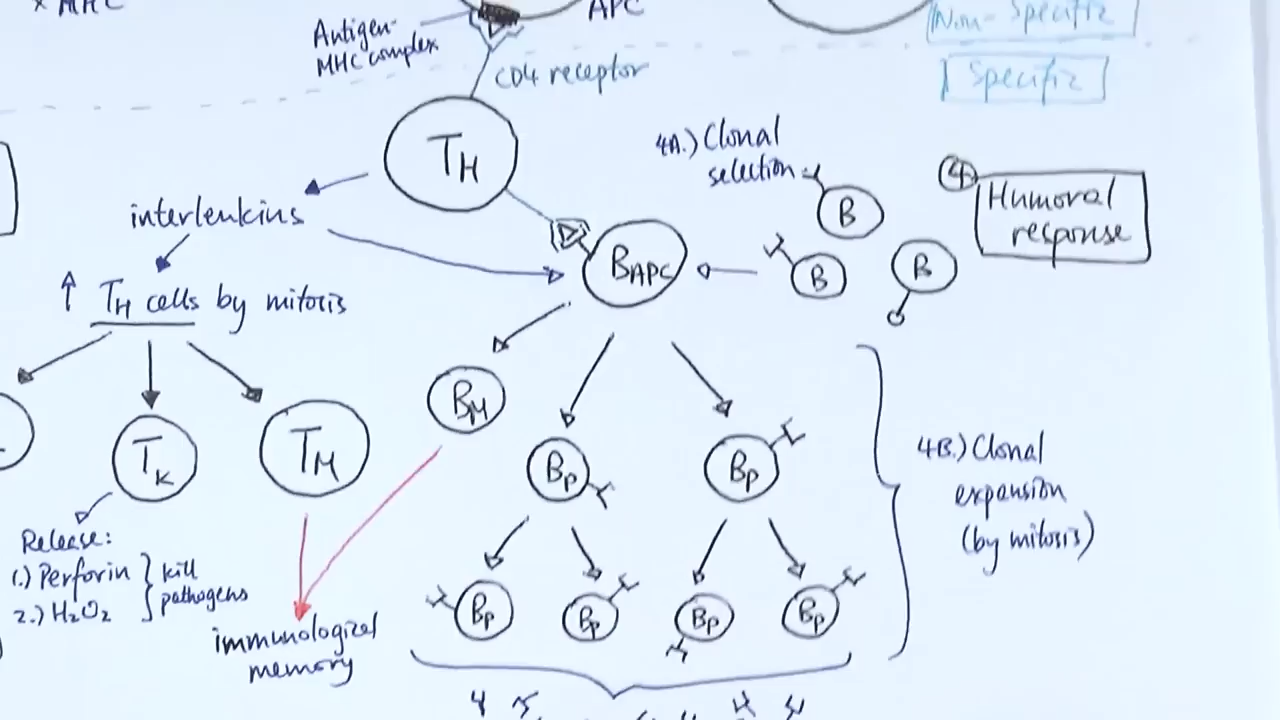 MHC
APC
Antigen-
MHC complex
CD4 receptor
Non-Specific
Specific
TH
4A.) Clonal
selection
B
④
Humoral
response
interleukins
BAPC
B
B
↑ TH cells by mitosis
BM
TK
TM
BP
BP
4B.) Clonal
expansion
(by mitosis)
Release:
1.) Perforin
2.) H2O2
kill
pathogens
BP
BP
BP
BP
immunological
memory